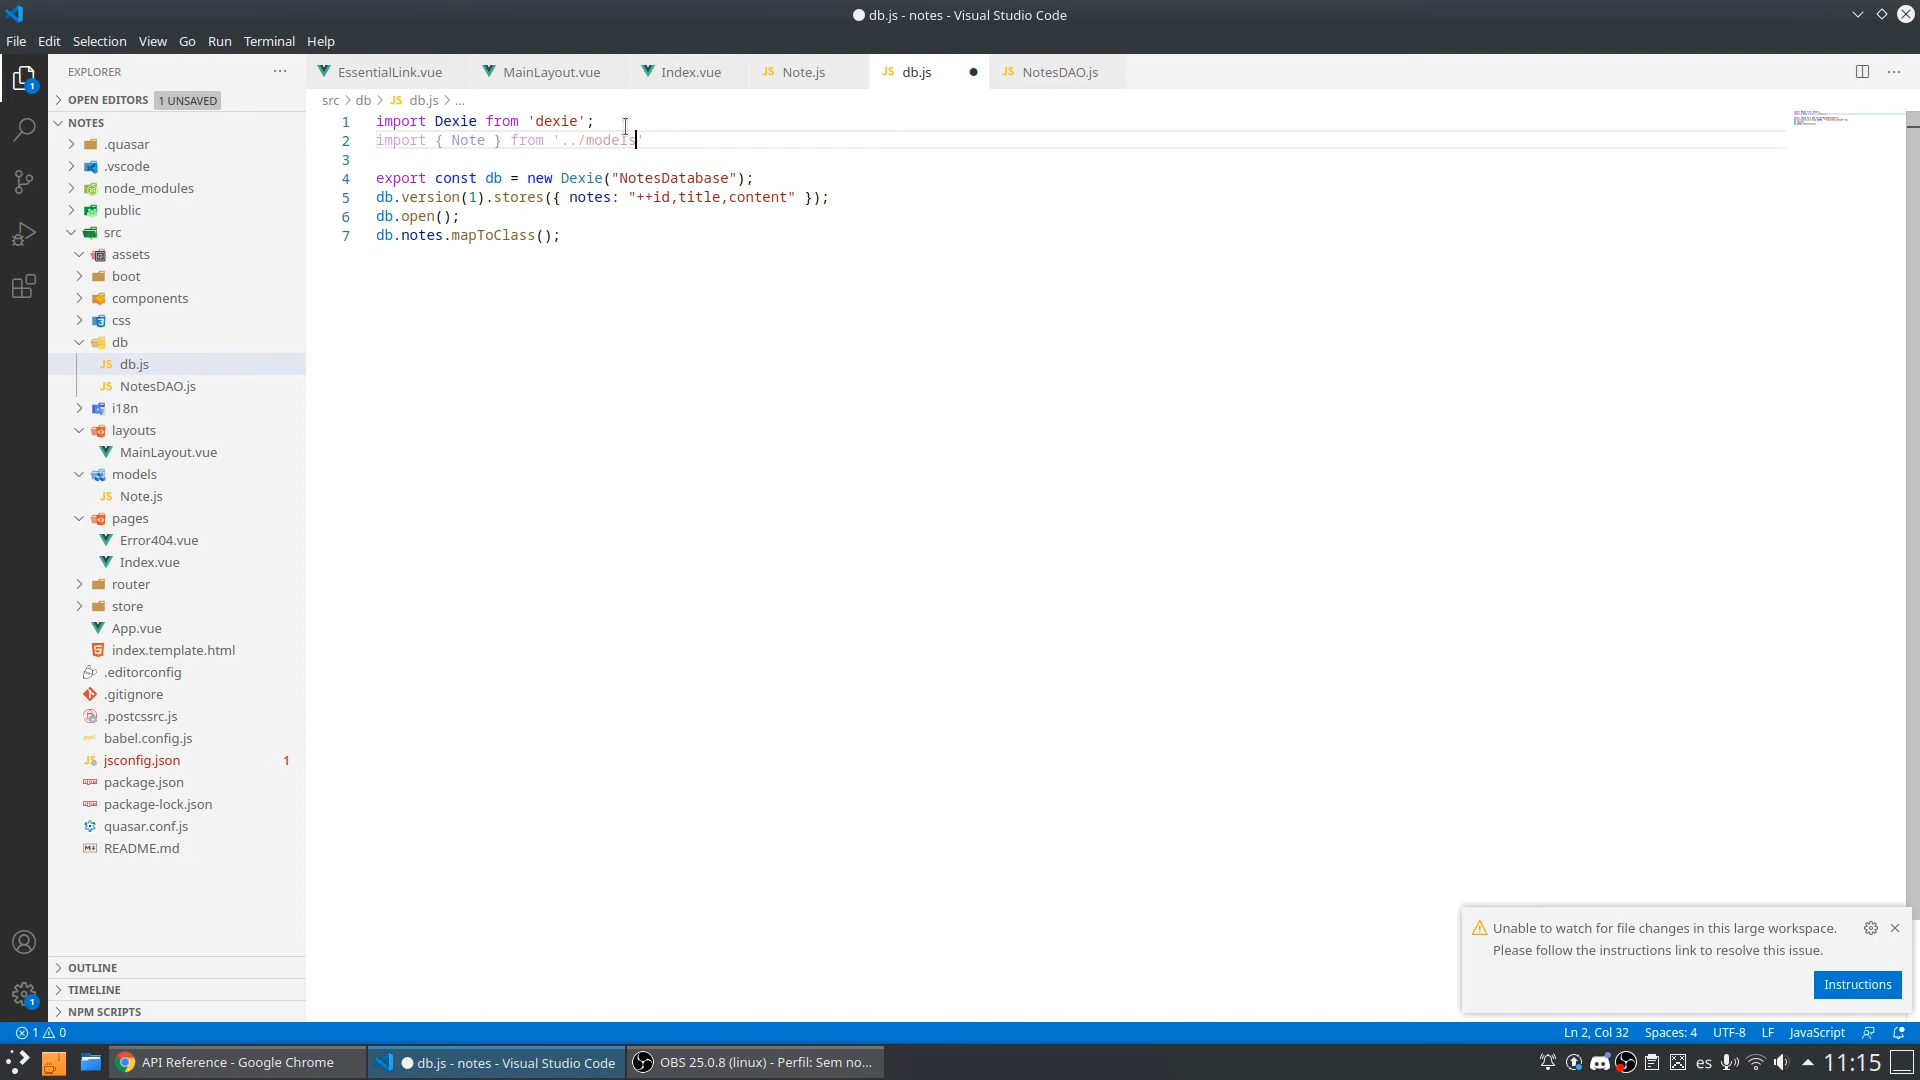 db.js - notes - Visual Studio Code
File Edit Selection View Go Run Terminal Help
EXPLORER
OPEN EDITORS 1 UNSAVED
NOTES
.quasar
.vscode
node_modules
public
src
assets
boot
components
css
db
db.js
NotesDAO.js
i18n
layouts
MainLayout.vue
models
Note.js
pages
Error404.vue
Index.vue
router
store
App.vue
index.template.html
.editorconfig
.gitignore
.postcssrc.js
babel.config.js
jsconfig.json 1
package.json
package-lock.json
quasar.conf.js
README.md
OUTLINE
TIMELINE
NPM SCRIPTS
EssentialLink.vue MainLayout.vue Index.vue JS Note.js JS db.js JS NotesDAO.js
src > db > JS db.js > ...
1 import Dexie from 'dexie';
2 import { Note } from '../models'
3
4 export const db = new Dexie("NotesDatabase");
5 db.version(1).stores({ notes: "++id,title,content" });
6 db.open();
7 db.notes.mapToClass();
Unable to watch for file changes in this large workspace.
Please follow the instructions link to resolve this issue.
Instructions
1 0 Ln 2, Col 32 Spaces: 4 UTF-8 LF JavaScript
API Reference - Google Chrome db.js - notes - Visual Studio Code OBS 25.0.8 (linux) - Perfil: Sem no... es 11:15